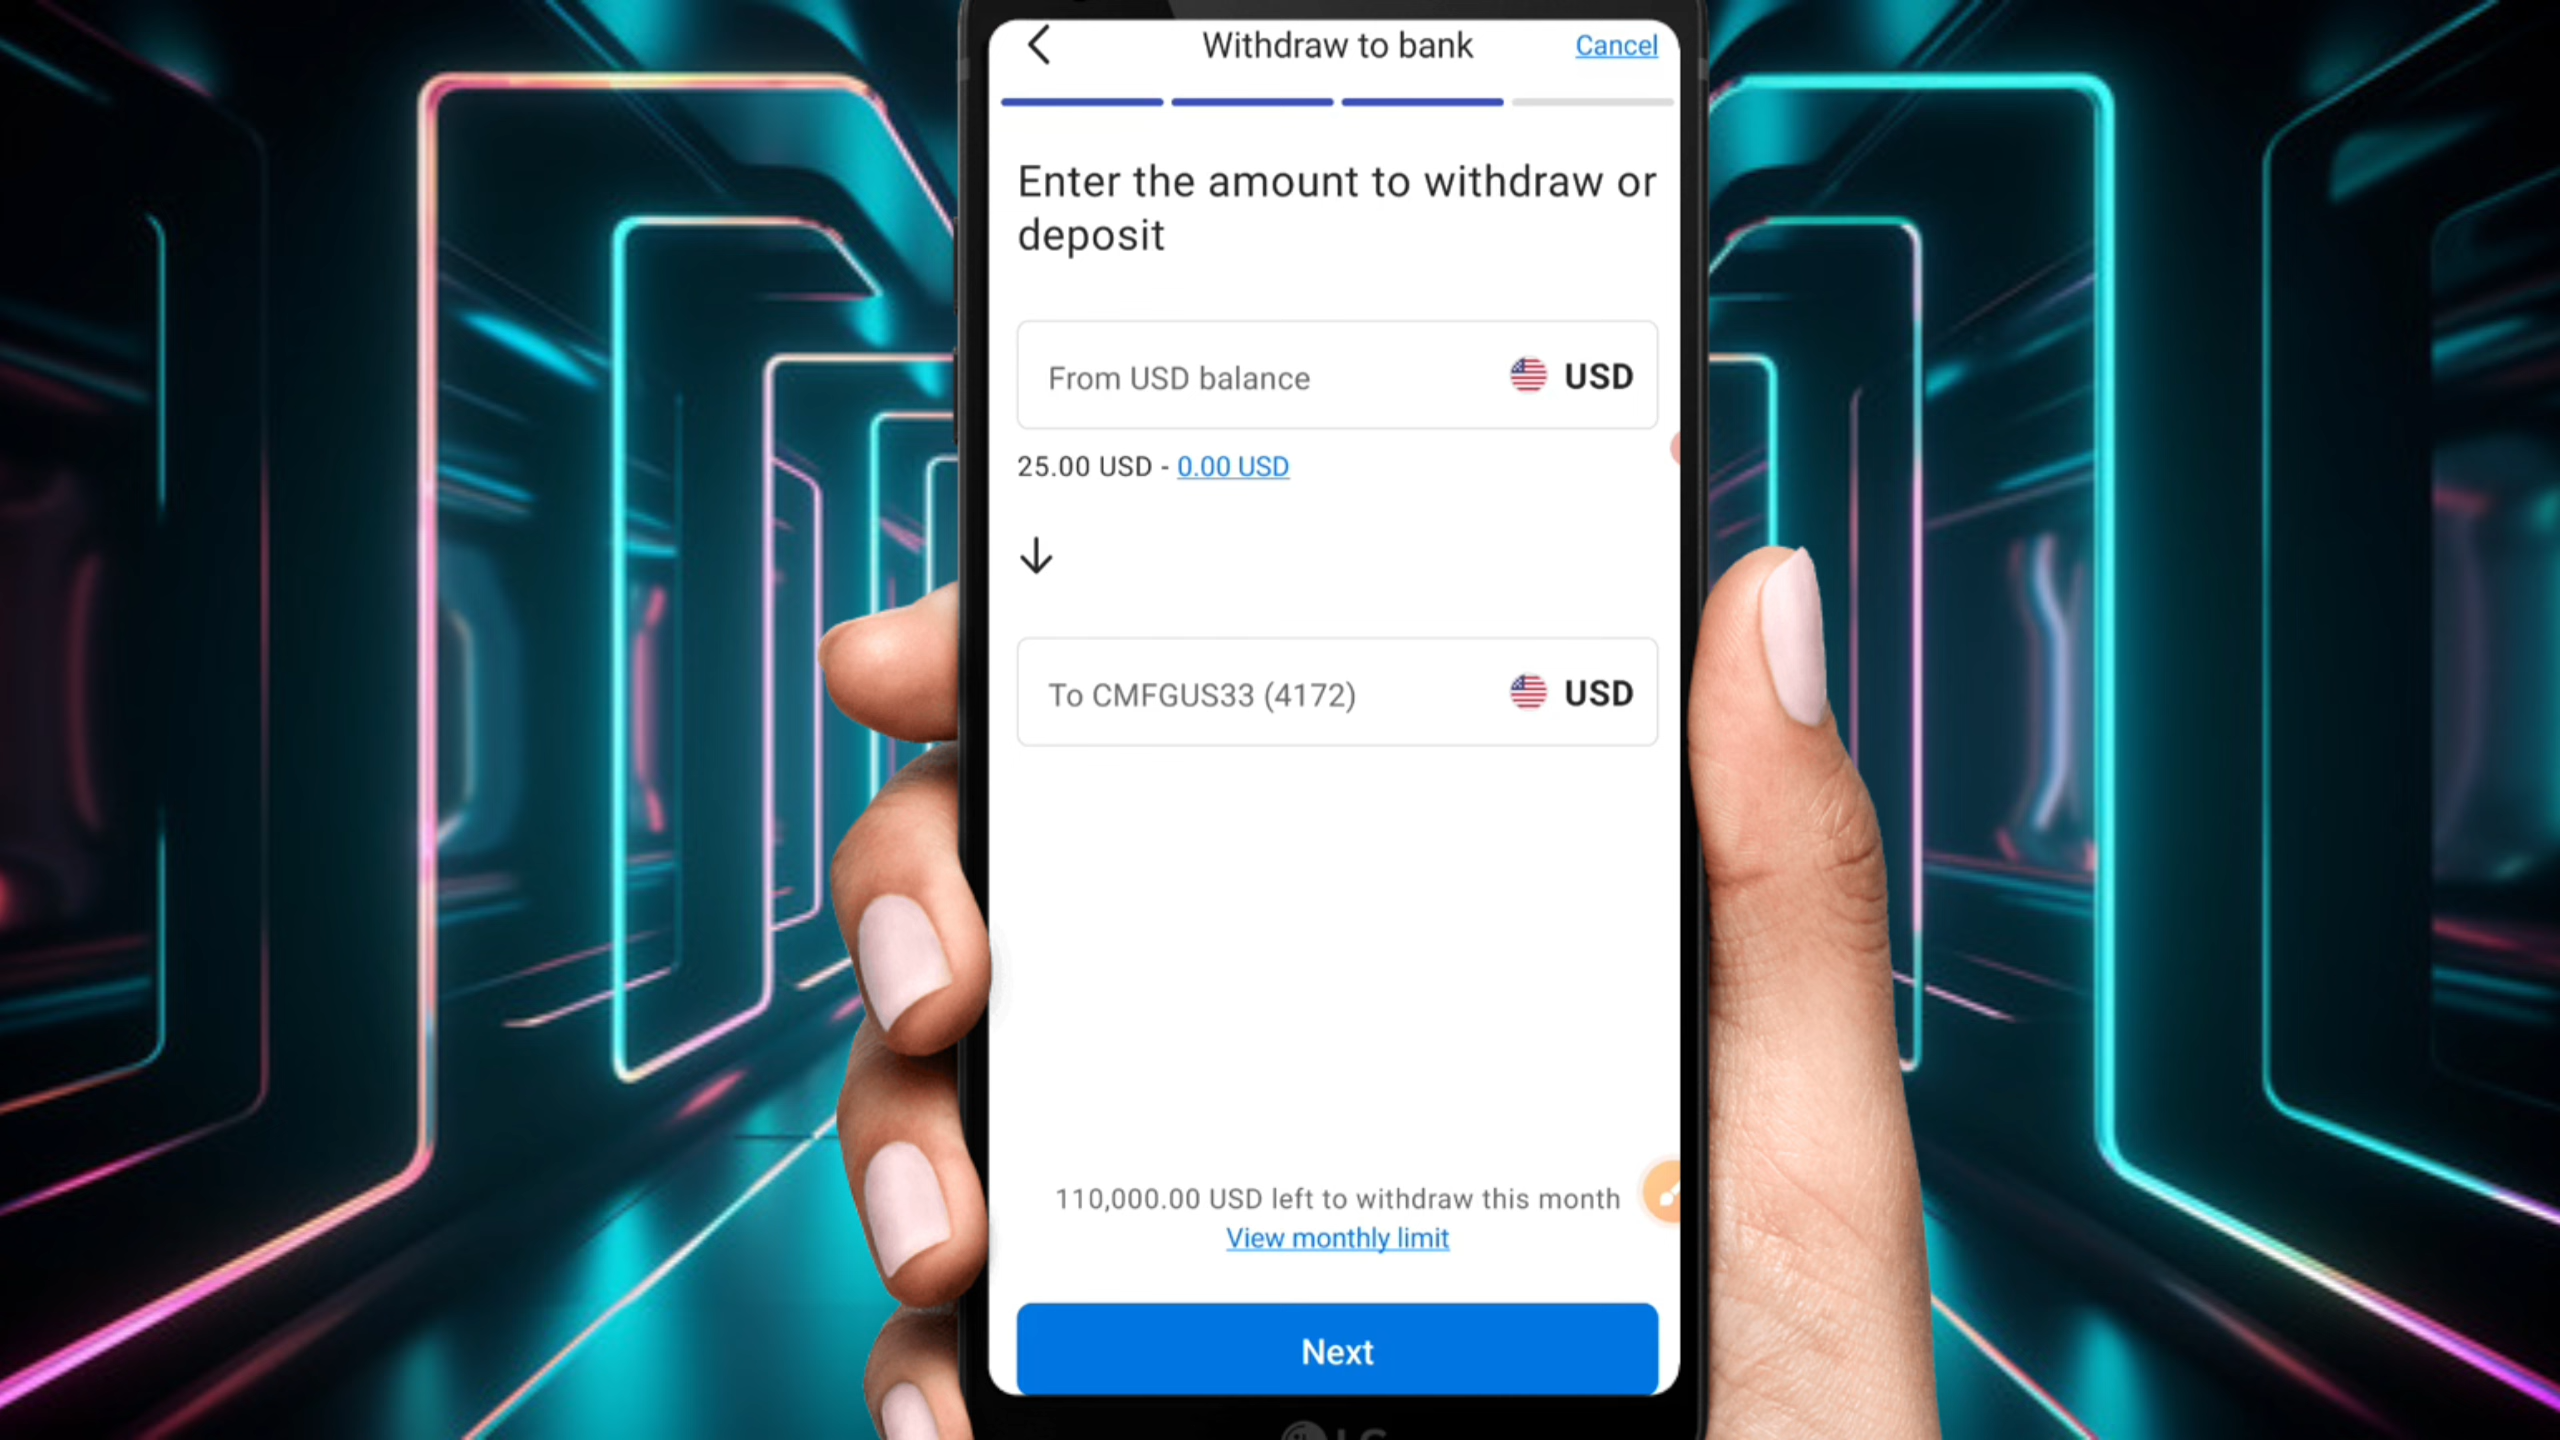 Withdraw to bank
Cancel
Enter the amount to withdraw or
deposit
From USD balance
USD
25.00 USD - 0.00 USD
To CMFGUS33 (4172)
USD
110,000.00 USD left to withdraw this month
View monthly limit
Next
LG